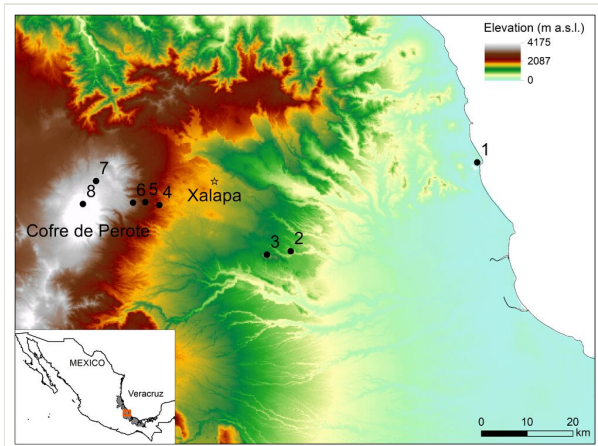 Elevation (m a.s.l.)
4175
2087
0
1
7
8
6 5 4
Xalapa
Cofre de Perote
3 2
MEXICO
Veracruz
0 10 20
km